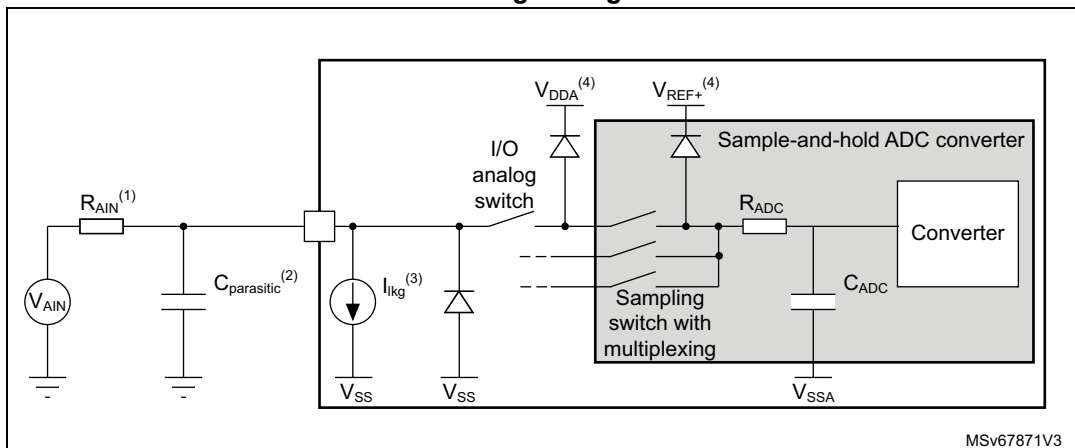 V_DDA^(4)
V_REF+^(4)
Sample-and-hold ADC converter
I/O
analog
switch
R_AIN^(1)
R_ADC
Converter
V_AIN
C_parasitic^(2)
I_lkg^(3)
C_ADC
Sampling
switch with
multiplexing
V_SS
V_SS
V_SSA
MSv67871V3